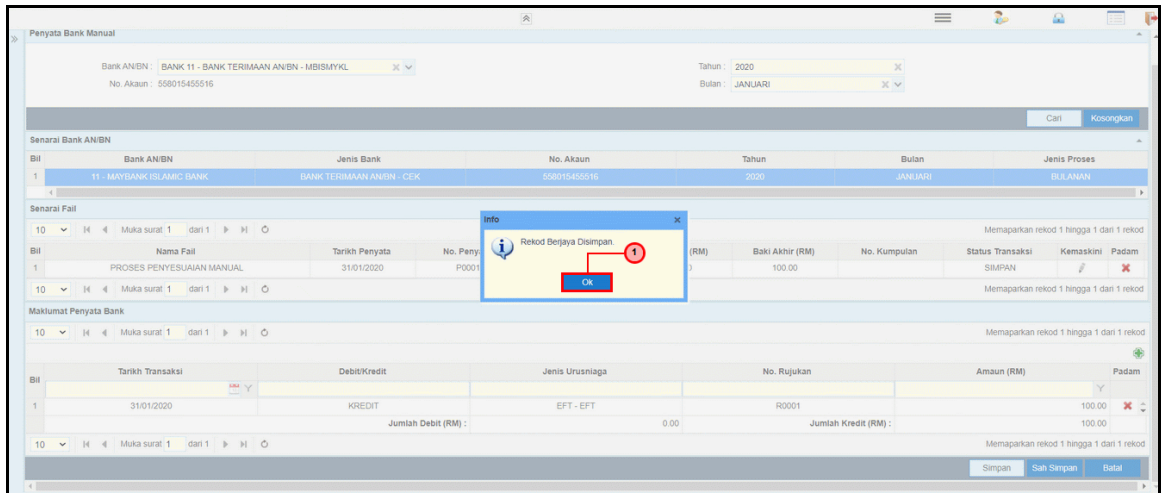 Penyata Bank Manual
Bank AN/BN : BANK 11 - BANK TERIMAAN AN/BN - MBISMYKL Tahun : 2020
No. Akaun : 558015455516 Bulan : JANUARI
Cari Kosongkan
Senarai Bank AN/BN
Bil Bank AN/BN Jenis Bank No. Akaun Tahun Bulan Jenis Proses
1 11 - MAYBANK ISLAMIC BANK BANK TERIMAAN AN/BN - CEK 558015455516 2020 JANUARI BULANAN
Senarai Fail
10 Muka surat 1 dari 1 Memaparkan rekod 1 hingga 1 dari 1 rekod
Bil Nama Fail Tarikh Penyata No. Peny (RM) Baki Akhir (RM) No. Kumpulan Status Transaksi Kemaskini Padam
1 PROSES PENYESUAIAN MANUAL 31/01/2020 P0001 100.00 SIMPAN
10 Muka surat 1 dari 1 Memaparkan rekod 1 hingga 1 dari 1 rekod
Info
Rekod Berjaya Disimpan.
1
Ok
Maklumat Penyata Bank
10 Muka surat 1 dari 1 Memaparkan rekod 1 hingga 1 dari 1 rekod
Bil Tarikh Transaksi Debit/Kredit Jenis Urusniaga No. Rujukan Amaun (RM) Padam
1 31/01/2020 KREDIT EFT - EFT R0001 100.00
Jumlah Debit (RM) : 0.00 Jumlah Kredit (RM) : 100.00
10 Muka surat 1 dari 1 Memaparkan rekod 1 hingga 1 dari 1 rekod
Simpan Sah Simpan Batal